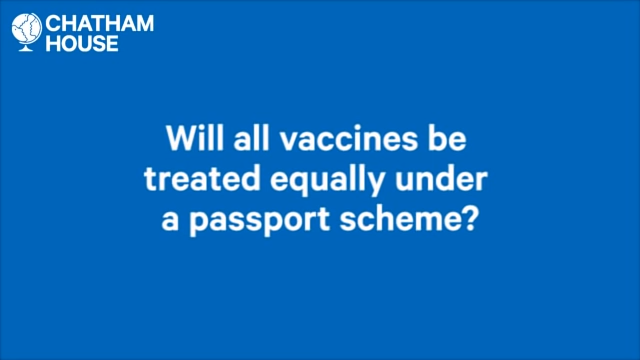 CHATHAM
HOUSE
Will all vaccines be
treated equally under
a passport scheme?